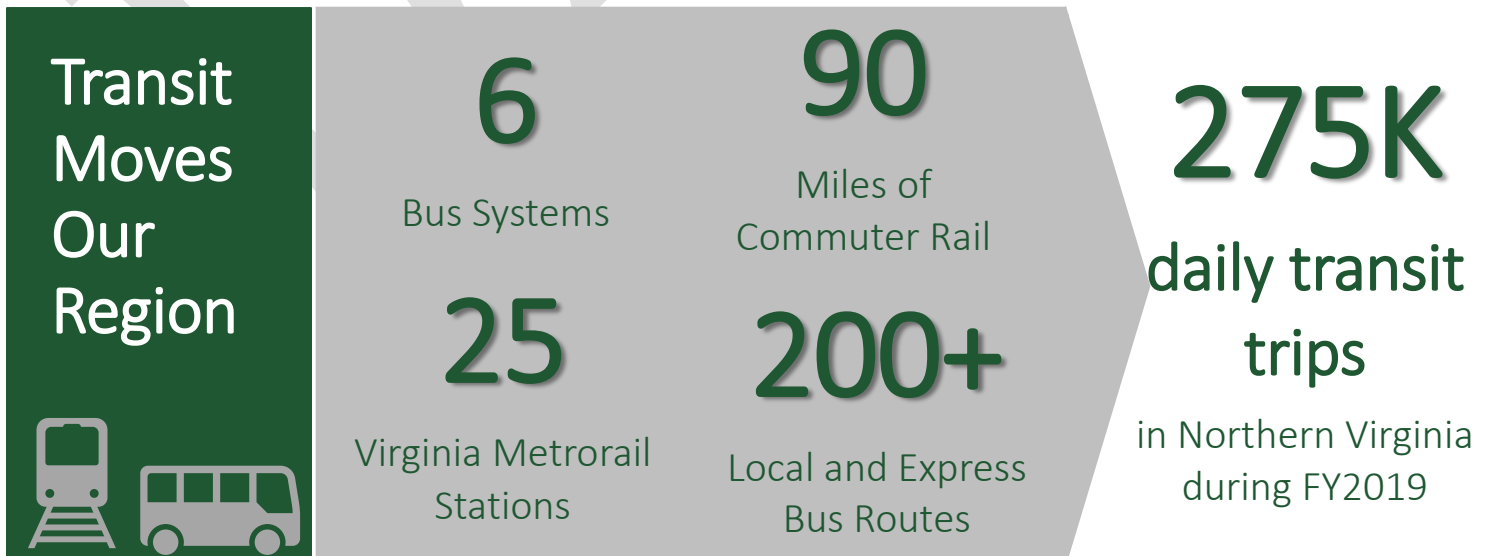 Transit
Moves
Our
Region
6
Bus Systems
90
Miles of
Commuter Rail
25
Virginia Metrorail
Stations
200+
Local and Express
Bus Routes
275K
daily transit
trips
in Northern Virginia
during FY2019